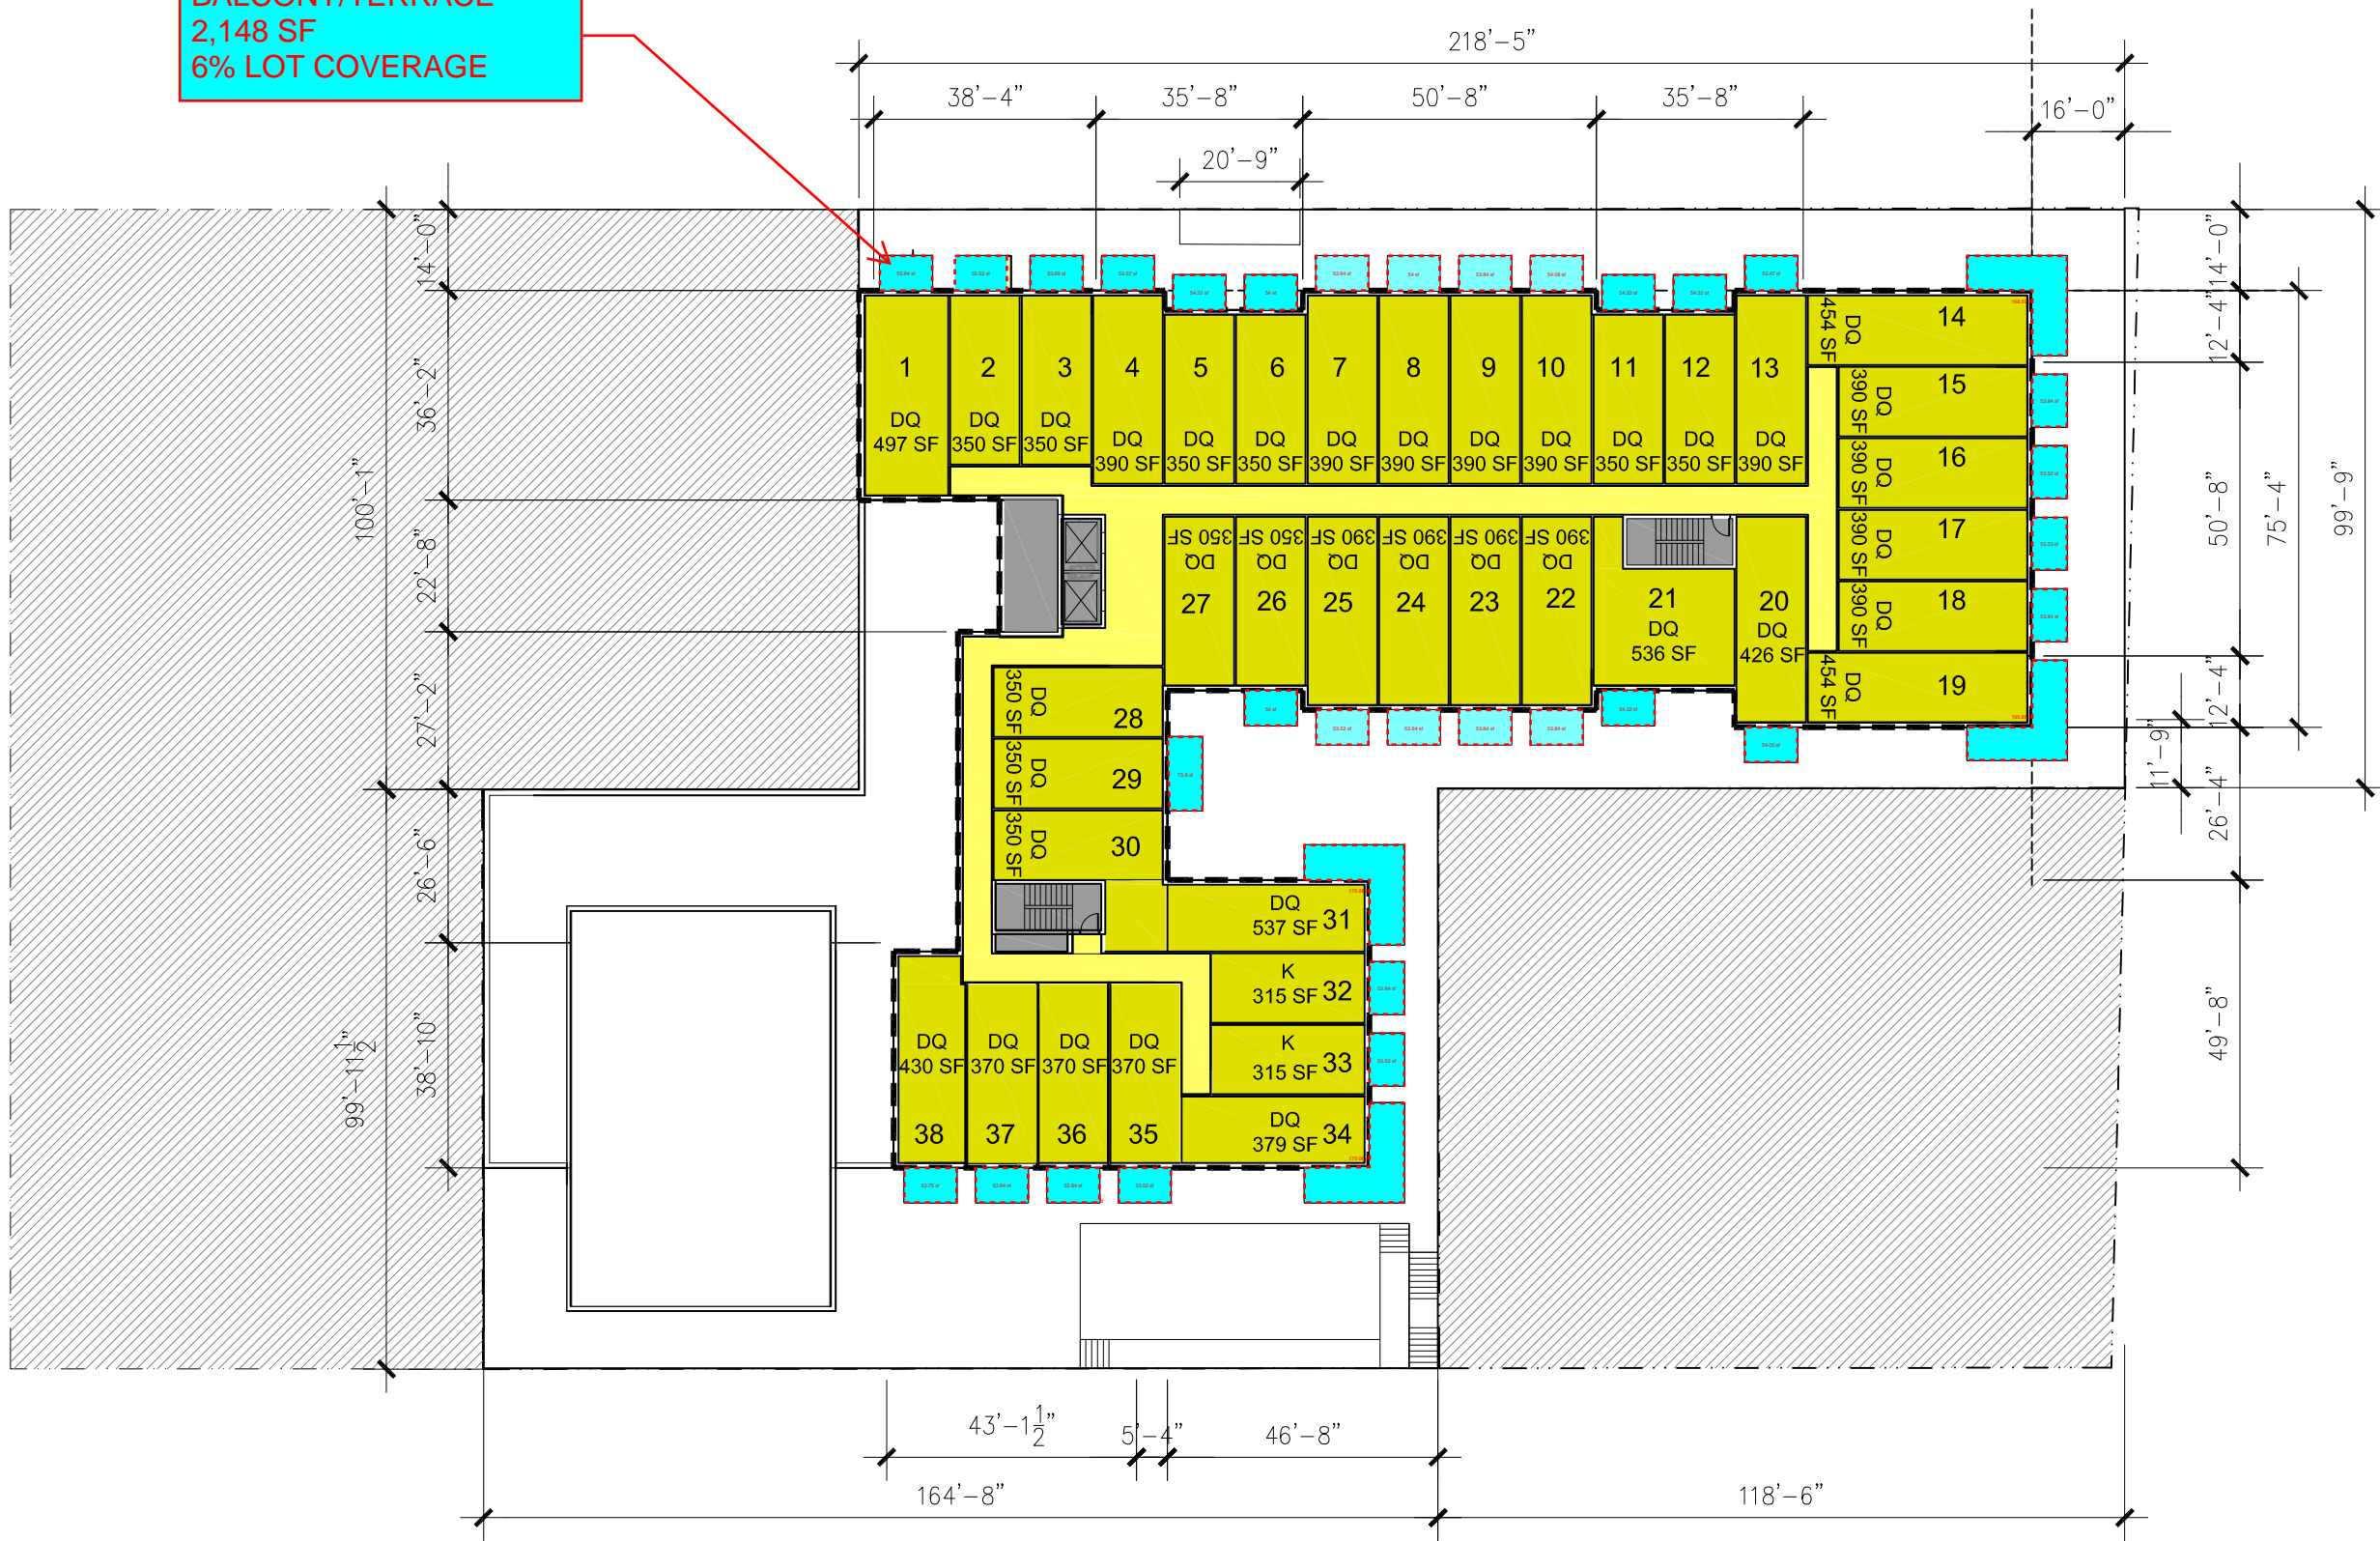 BALCONY/TERRACE
2,148 SF
6% LOT COVERAGE
218'-5"
38'-4"
35'-8"
50'-8"
35'-8"
16'-0"
20'-9"
14'-0"
36'-2"
22'-8"
27'-2"
26'-6"
38'-10"
100'-1"
99'-11 1/2"
14'-0"
12'-4"
50'-8"
12'-4"
26'-4"
49'-8"
75'-4"
99'-9"
11'-9"
1
DQ
497 SF
2
DQ
350 SF
3
DQ
350 SF
4
DQ
390 SF
5
DQ
350 SF
6
DQ
350 SF
7
DQ
390 SF
8
DQ
390 SF
9
DQ
390 SF
10
DQ
390 SF
11
DQ
350 SF
12
DQ
350 SF
13
DQ
390 SF
14
DQ
454 SF
15
DQ
390 SF
16
DQ
390 SF
17
DQ
390 SF
18
DQ
390 SF
19
DQ
454 SF
20
DQ
426 SF
21
DQ
536 SF
22
DQ
390 SF
23
DQ
390 SF
24
DQ
390 SF
25
DQ
390 SF
26
DQ
350 SF
27
DQ
350 SF
28
DQ
350 SF
29
DQ
350 SF
30
DQ
350 SF
DQ
537 SF 31
K
315 SF 32
K
315 SF 33
DQ
379 SF 34
DQ
370 SF
35
DQ
370 SF
36
DQ
370 SF
37
DQ
430 SF
38
43'-1 1/2"
5'-4"
46'-8"
164'-8"
118'-6"